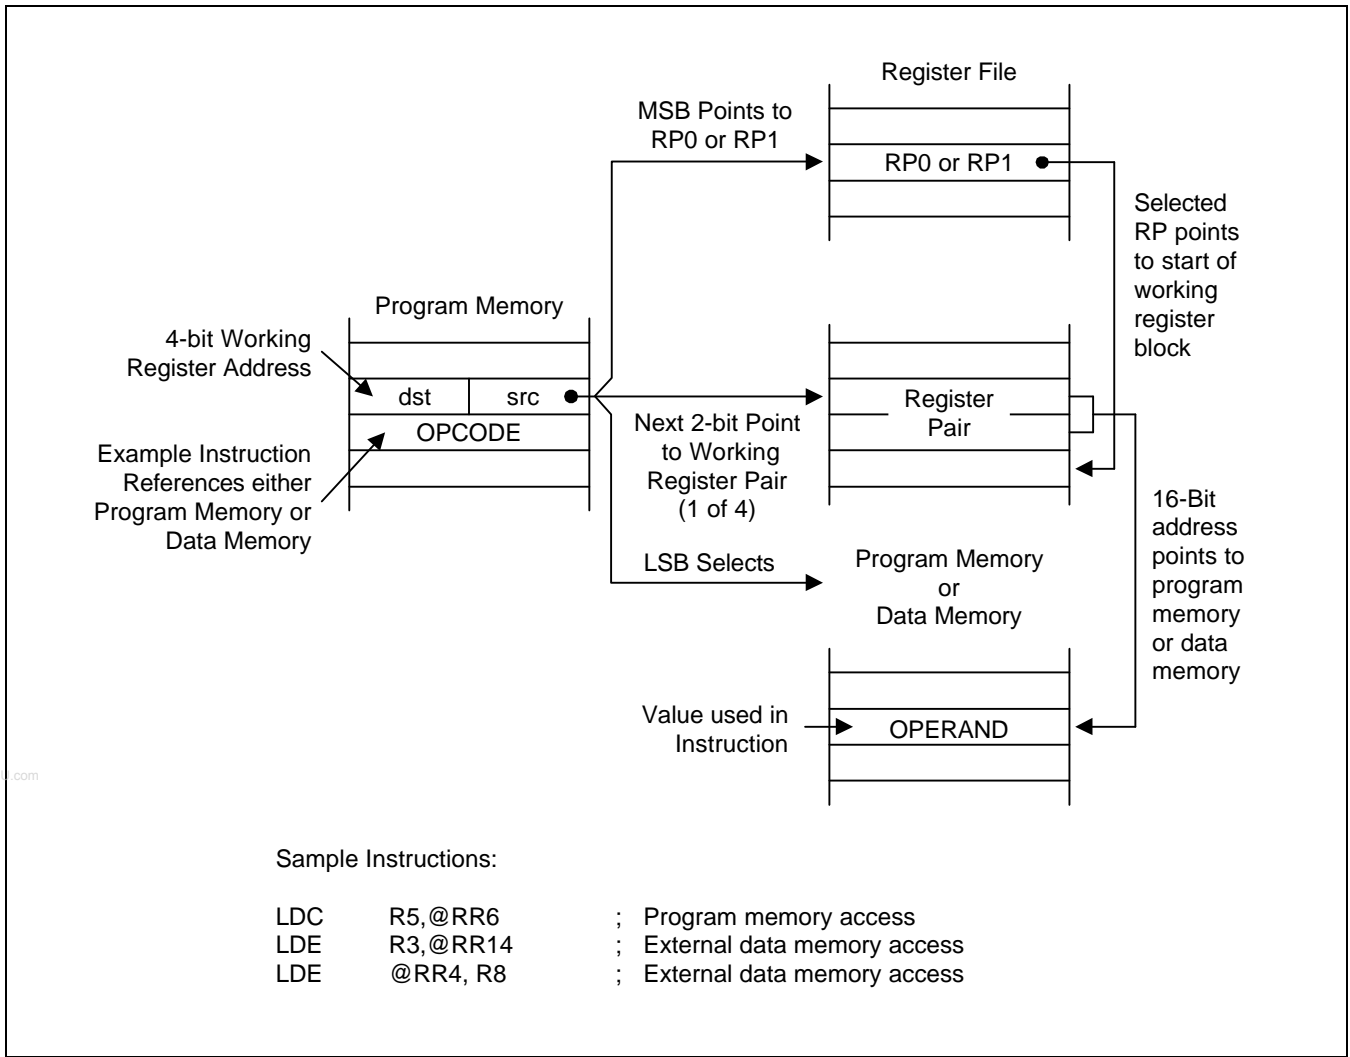 Register File
MSB Points to
RP0 or RP1
RP0 or RP1
Selected
RP points
to start of
working
register
block
Program Memory
4-bit Working
Register Address
dst
src
OPCODE
Example Instruction
References either
Program Memory or
Data Memory
Next 2-bit Point
to Working
Register Pair
(1 of 4)
Register
Pair
16-Bit
address
points to
program
memory
or data
memory
LSB Selects
Program Memory
or
Data Memory
Value used in
Instruction
OPERAND
Sample Instructions:
LDC R5,@RR6 ; Program memory access
LDE R3,@RR14 ; External data memory access
LDE @RR4, R8 ; External data memory access